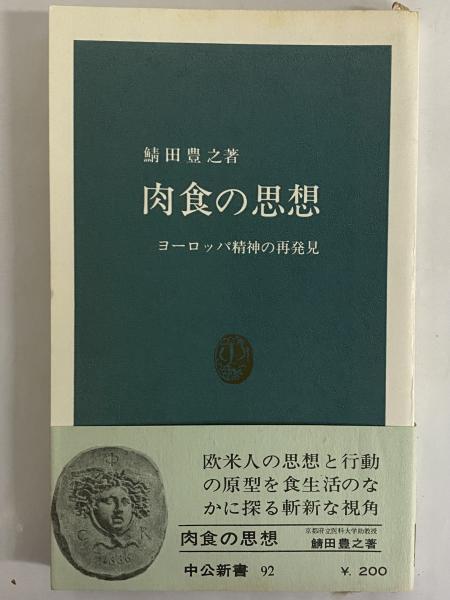 鯖田豊之著
肉食の思想
ヨーロッパ精神の再発見
欧米人の思想と行動
の原型を食生活のな
かに探る斬新な視角
肉食の思想
京都府立医科大学助教授
鯖田豊之著
中公新書 92
¥. 200